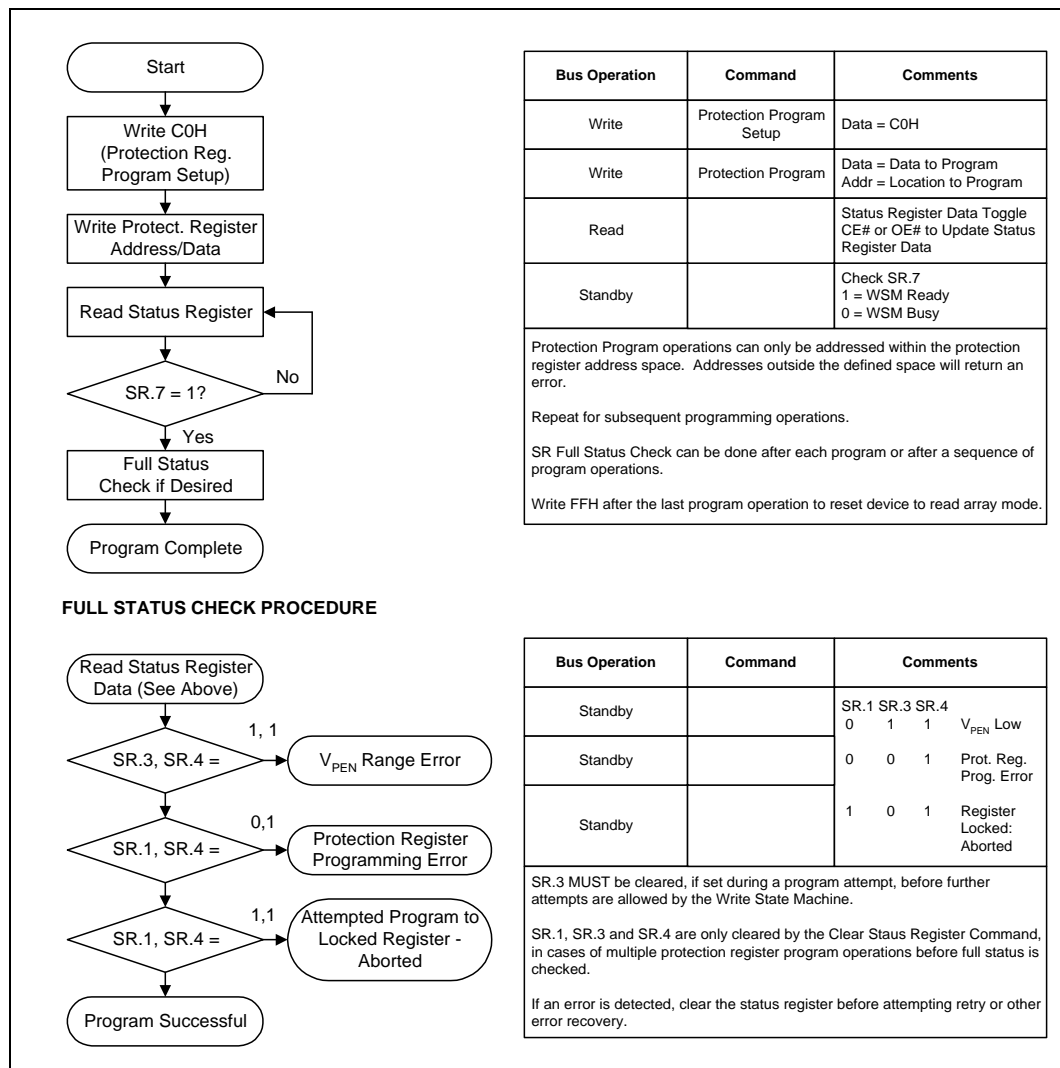 Start
Write C0H
(Protection Reg.
Program Setup)
Write Protect. Register
Address/Data
Read Status Register
No
SR.7 = 1?
Yes
Full Status
Check if Desired
Program Complete
Bus Operation Command Comments
Write Protection Program
Setup Data = C0H
Write Protection Program Data = Data to Program
Addr = Location to Program
Read Status Register Data Toggle
CE# or OE# to Update Status
Register Data
Standby Check SR.7
1 = WSM Ready
0 = WSM Busy
Protection Program operations can only be addressed within the protection
register address space. Addresses outside the defined space will return an
error.
Repeat for subsequent programming operations.
SR Full Status Check can be done after each program or after a sequence of
program operations.
Write FFH after the last program operation to reset device to read array mode.
FULL STATUS CHECK PROCEDURE
Read Status Register
Data (See Above)
1, 1
SR.3, SR.4 =
VPEN Range Error
0,1
SR.1, SR.4 =
Protection Register
Programming Error
1,1
SR.1, SR.4 =
Attempted Program to
Locked Register -
Aborted
Program Successful
Bus Operation Command Comments
Standby SR.1 SR.3 SR.4
0 1 1 VPEN Low
Standby 0 0 1 Prot. Reg.
Prog. Error
Standby 1 0 1 Register
Locked:
Aborted
SR.3 MUST be cleared, if set during a program attempt, before further
attempts are allowed by the Write State Machine.
SR.1, SR.3 and SR.4 are only cleared by the Clear Staus Register Command,
in cases of multiple protection register program operations before full status is
checked.
If an error is detected, clear the status register before attempting retry or other
error recovery.